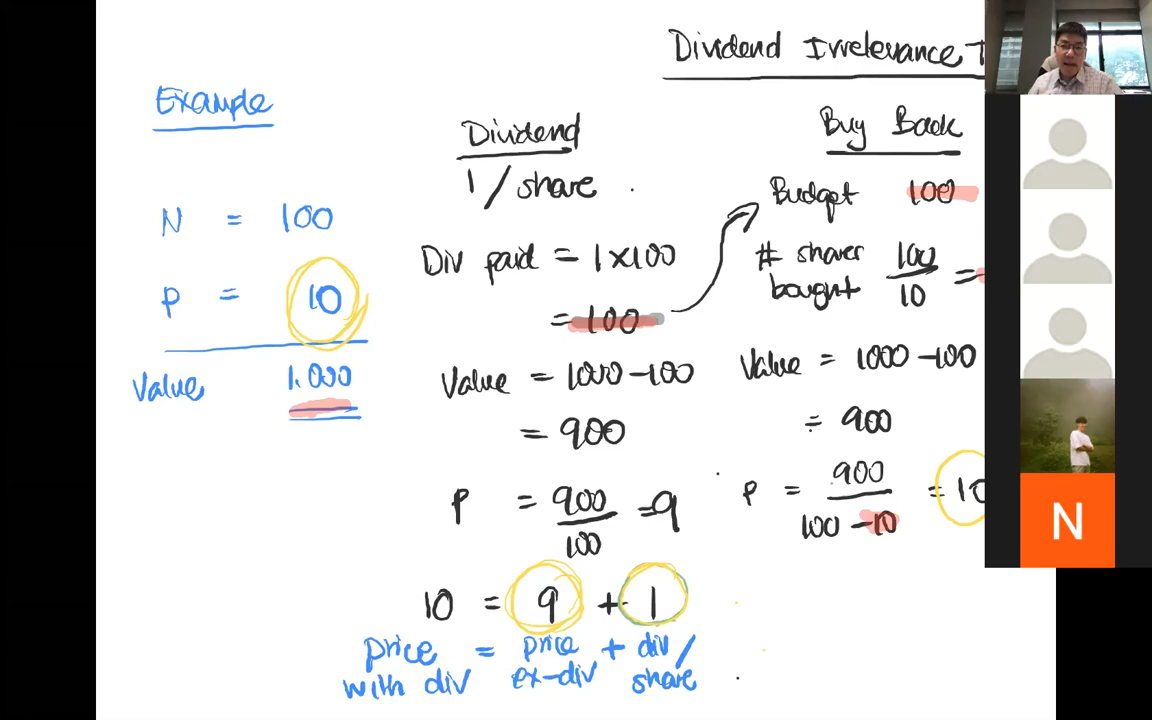 Dividend Irrelevance T
Example
N = 100
P = 10
Value 1.000
Dividend
1 / share
Div paid = 1 x 100
= 100
Value = 1000 - 100
= 900
P = 900 / 100 = 9
10 = 9 + 1
price with div = price ex-div + div / share
Buy Back
Budget 100
# shares bought 100 / 10 =
Value = 1000 - 100
= 900
P = 900 / 100 - 10 = 10
N